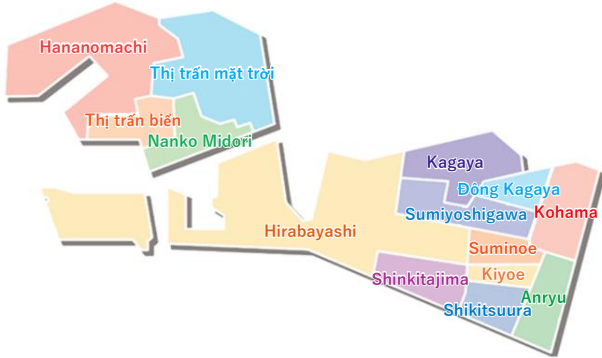 Hananomachi
Thị trấn mặt trời
Thị trấn biển
Nanko Midori
Kagaya
Đông Kagaya
Sumiyoshigawa
Kohama
Hirabayashi
Suminoe
Shinkitajima
Kiyoe
Anryu
Shikitsuura